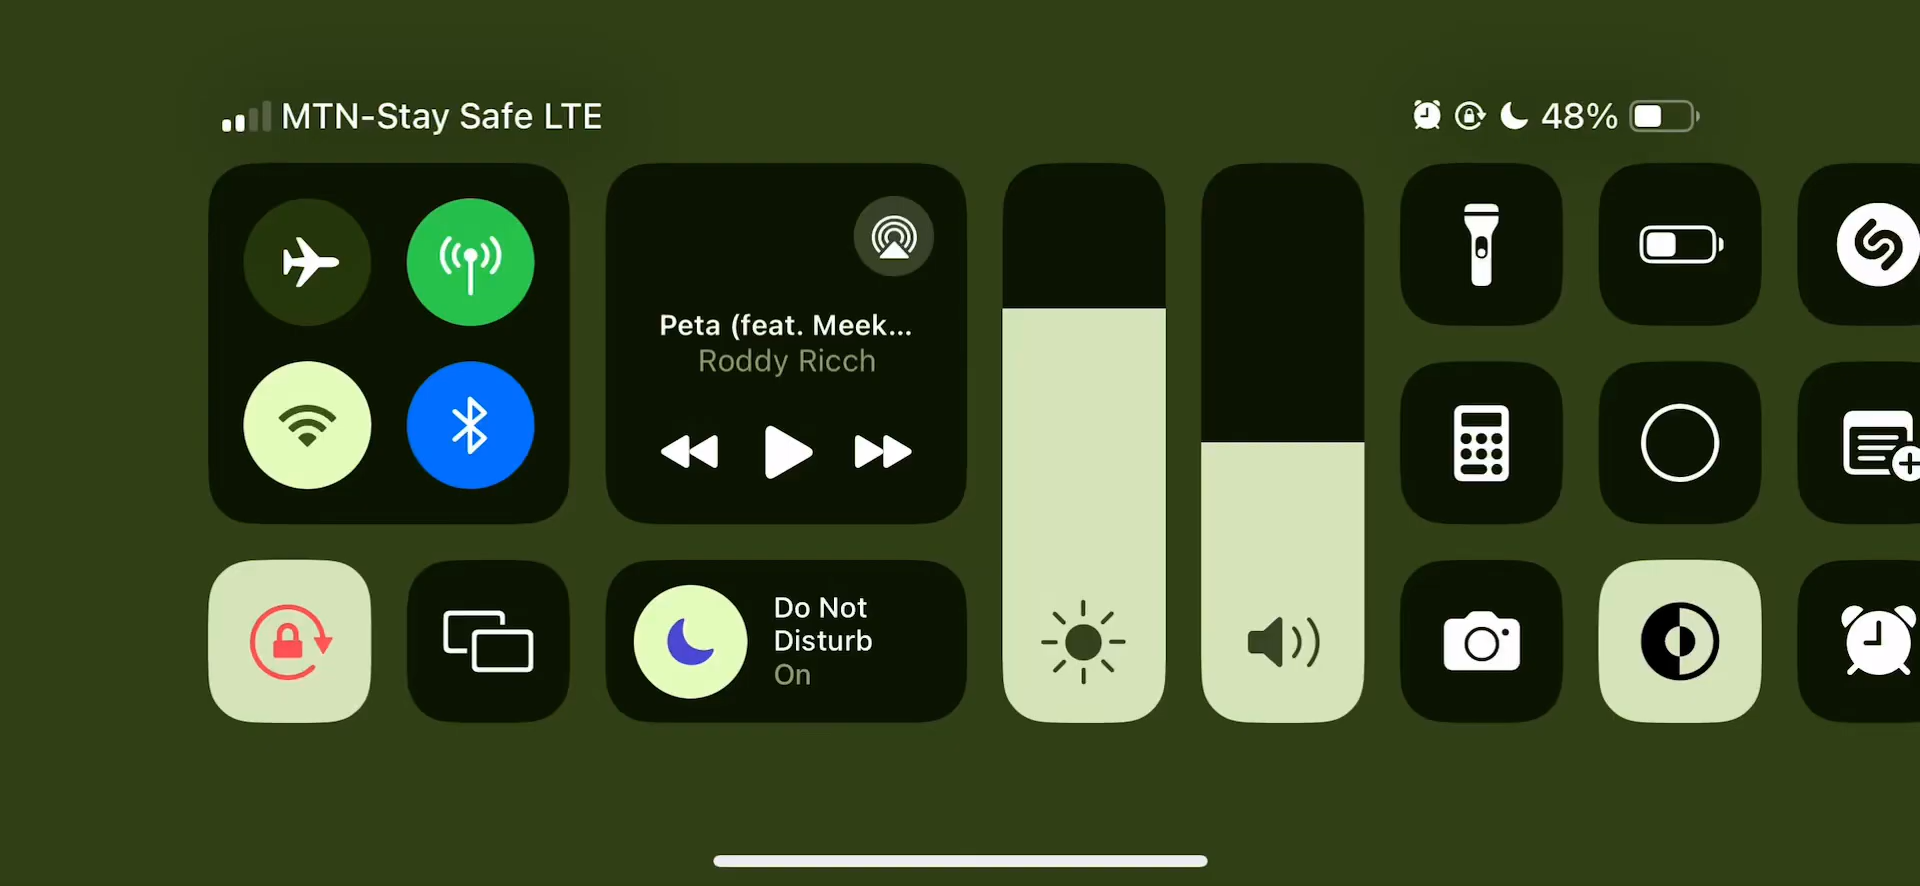 MTN-Stay Safe LTE
48%
Peta (feat. Meek...
Roddy Ricch
Do Not
Disturb
On